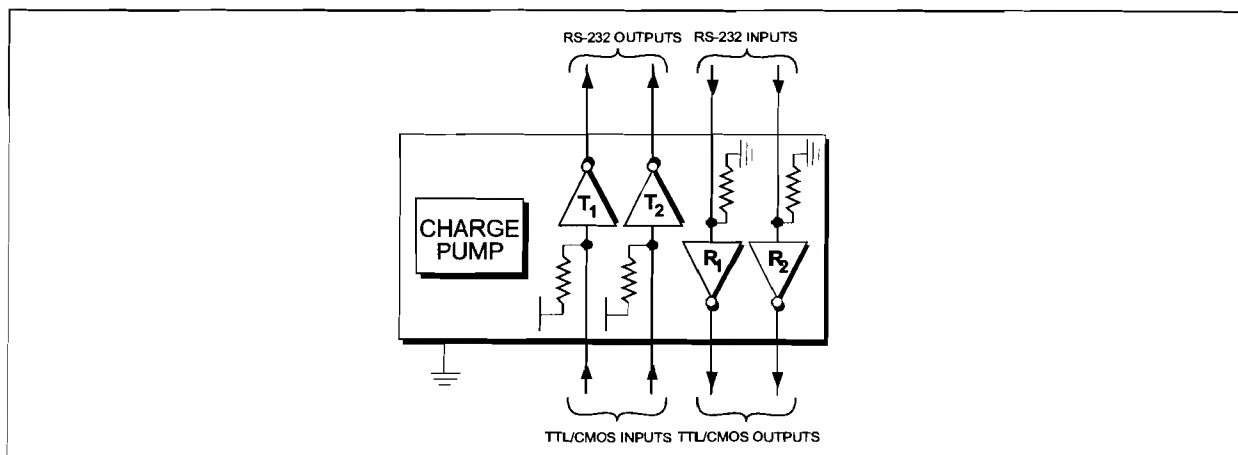 RS-232 OUTPUTS
RS-232 INPUTS
CHARGE
PUMP
T1
T2
R1
R2
TTL/CMOS INPUTS
TTL/CMOS OUTPUTS